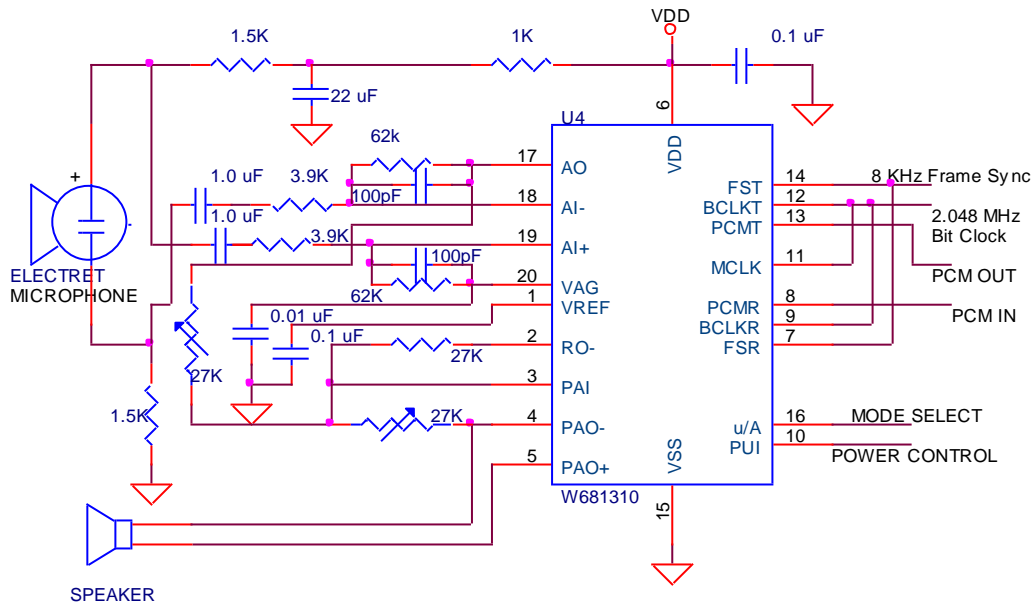 VDD
1.5K
1K
0.1 uF
22 uF
6
U4
VDD
62k
17
AO
14
FST
8 KHz Frame Sync
1.0 uF
3.9K
100pF
18
AI-
12
BCLKT
2.048 MHz
Bit Clock
13
PCMT
1.0 uF
3.9K
19
AI+
+
-
ELECTRET
MICROPHONE
100pF
11
MCLK
PCM OUT
62K
20
VAG
1
VREF
8
PCMR
PCM IN
0.01 uF
0.1 uF
9
BCLKR
27K
2
RO-
7
FSR
27K
3
PAI
1.5K
27K
4
PAO-
16
u/A
MODE SELECT
10
PUI
POWER CONTROL
5
PAO+
VSS
W681310
15
SPEAKER